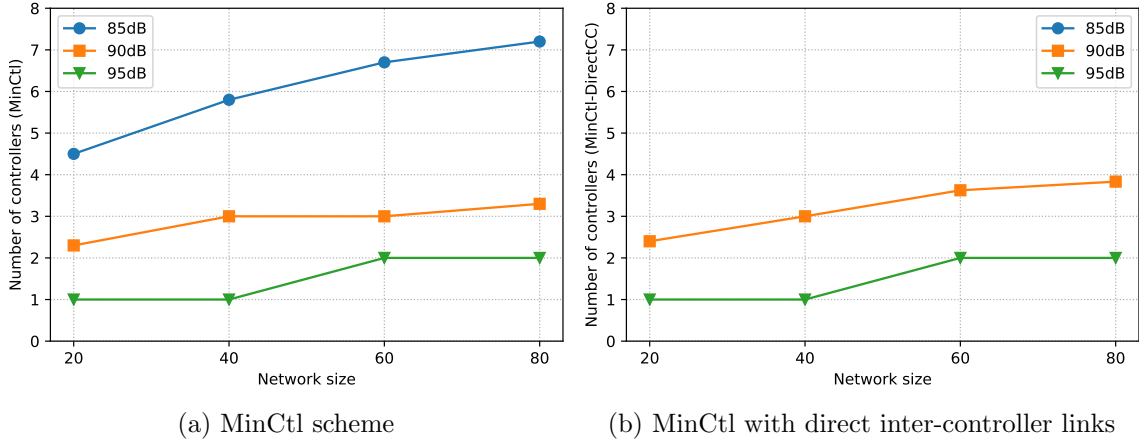 Number of controllers (MinCtl)
8
7
6
5
4
3
2
1
0
85dB
90dB
95dB
20 40 60 80
Network size
(a) MinCtl scheme
Number of controllers (MinCtl-DirectCC)
8
7
6
5
4
3
2
1
0
85dB
90dB
95dB
20 40 60 80
Network size
(b) MinCtl with direct inter-controller links